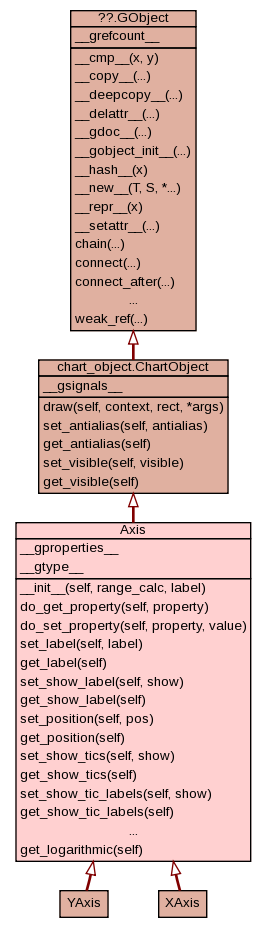 ??.GObject
__grefcount__
__cmp__(x, y)
__copy__(...)
__deepcopy__(...)
__delattr__(...)
__gdoc__(...)
__gobject_init__(...)
__hash__(x)
__new__(T, S, *...)
__repr__(x)
__setattr__(...)
chain(...)
connect(...)
connect_after(...)
...
weak_ref(...)
chart_object.ChartObject
__gsignals__
draw(self, context, rect, *args)
set_antialias(self, antialias)
get_antialias(self)
set_visible(self, visible)
get_visible(self)
Axis
__gproperties__
__gtype__
__init__(self, range_calc, label)
do_get_property(self, property)
do_set_property(self, property, value)
set_label(self, label)
get_label(self)
set_show_label(self, show)
get_show_label(self)
set_position(self, pos)
get_position(self)
set_show_tics(self, show)
get_show_tics(self)
set_show_tic_labels(self, show)
get_show_tic_labels(self)
...
get_logarithmic(self)
YAxis
XAxis